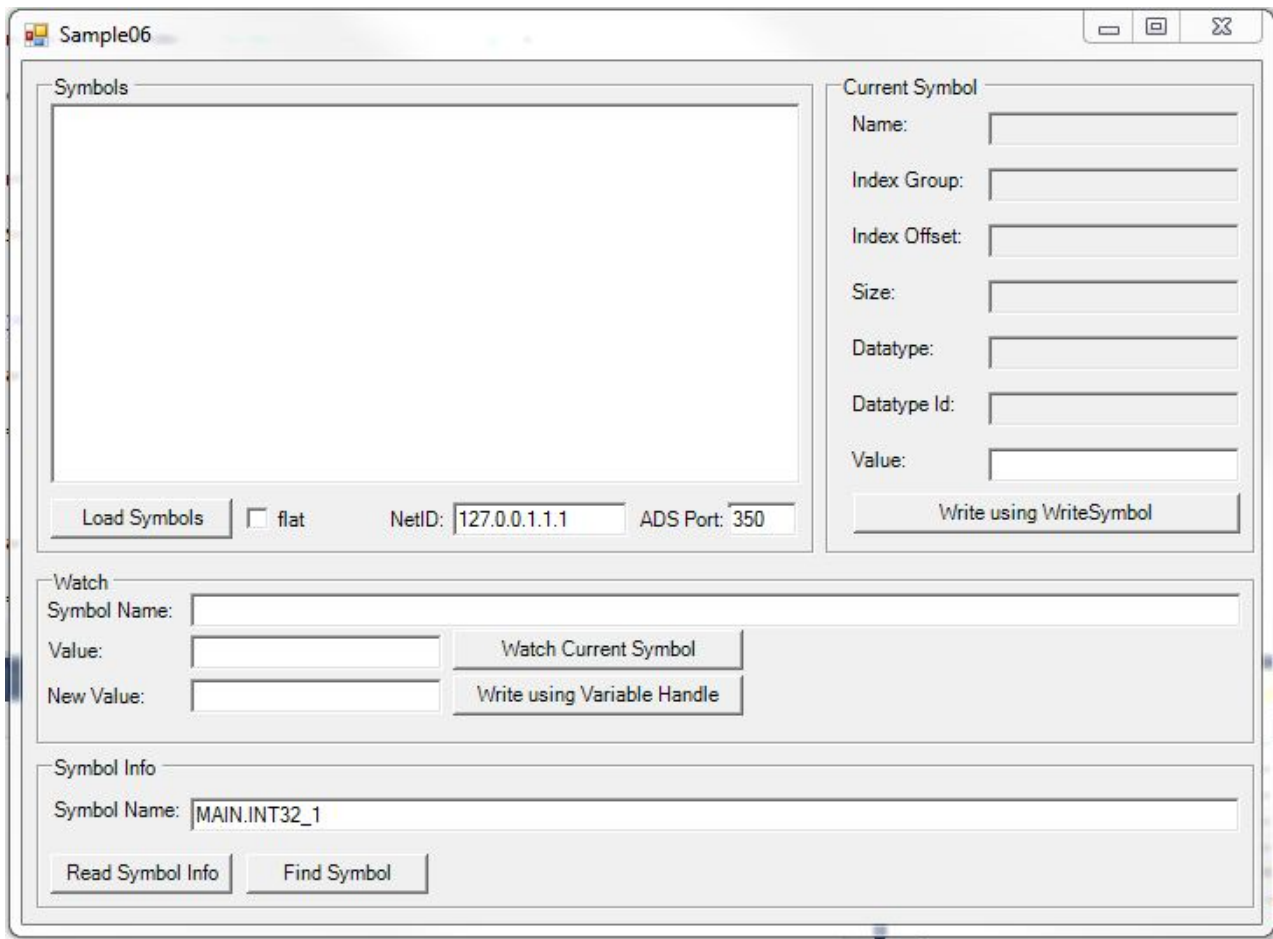 Sample06
Symbols
Load Symbols
flat
NetID: 127.0.0.1.1.1
ADS Port: 350
Current Symbol
Name:
Index Group:
Index Offset:
Size:
Datatype:
Datatype Id:
Value:
Write using WriteSymbol
Watch
Symbol Name:
Value:
Watch Current Symbol
New Value:
Write using Variable Handle
Symbol Info
Symbol Name: MAIN.INT32_1
Read Symbol Info
Find Symbol